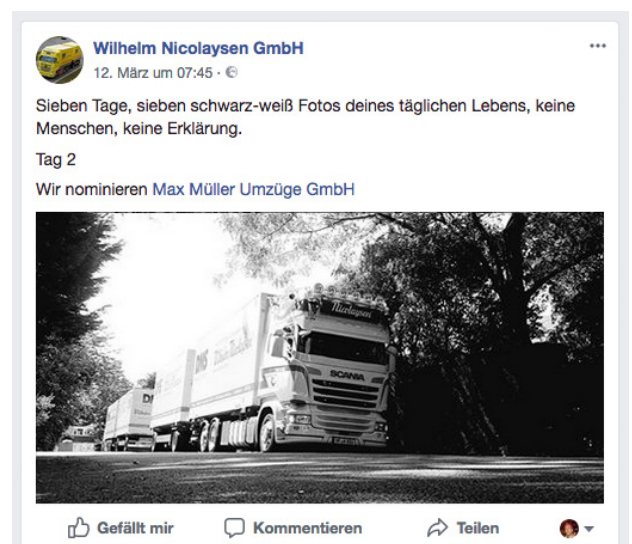 Wilhelm Nicolaysen GmbH
12. März um 07:45 ·
Sieben Tage, sieben schwarz-weiß Fotos deines täglichen Lebens, keine
Menschen, keine Erklärung.
Tag 2
Wir nominieren Max Müller Umzüge GmbH
Nicolaysen
SCANIA
DMS
Gefällt mir
Kommentieren
Teilen